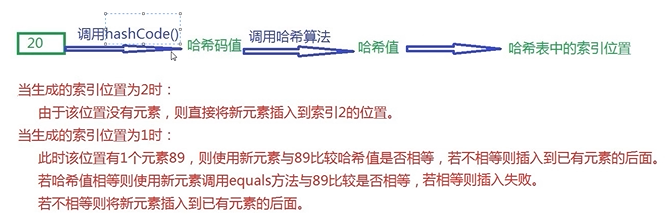 20 调用hashCode() 哈希码值 调用哈希算法 哈希值 哈希表中的索引位置
当生成的索引位置为2时：
由于该位置没有元素，则直接将新元素插入到索引2的位置。
当生成的索引位置为1时：
此时该位置有1个元素89，则使用新元素与89比较哈希值是否相等，若不相等则插入到已有元素的后面。
若哈希值相等则使用新元素调用equals方法与89比较是否相等，若相等则插入失败。
若不相等则将新元素插入到已有元素的后面。